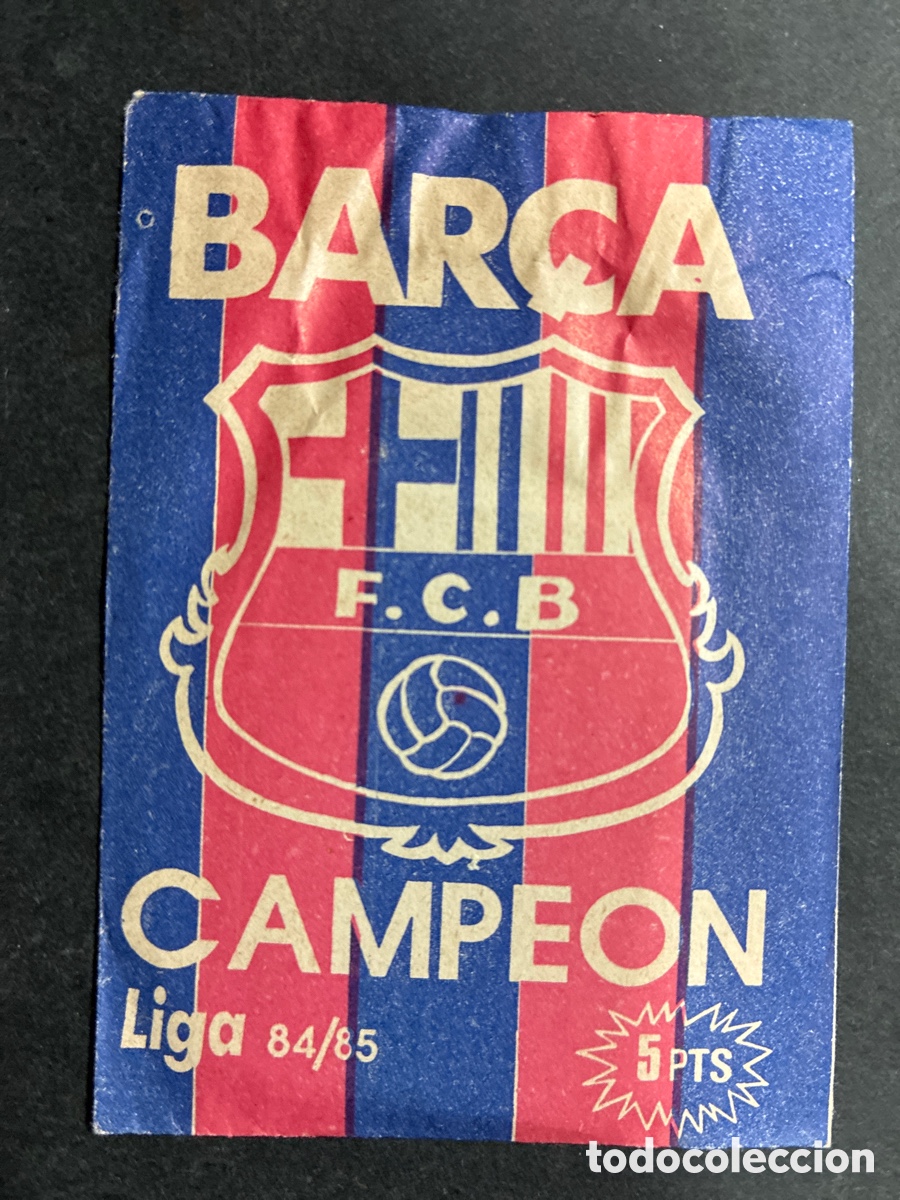 BARÇA
F.C.B
CAMPEON
Liga 84/85
5 PTS
todocoleccion